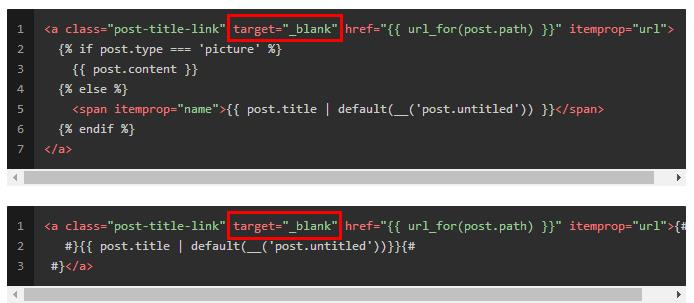 1 <a class="post-title-link" target="_blank" href="{{ url_for(post.path) }}" itemprop="url">
2   {% if post.type === 'picture' %}
3     {{ post.content }}
4   {% else %}
5     <span itemprop="name">{{ post.title | default(__('post.untitled')) }}</span>
6   {% endif %}
7 </a>
1 <a class="post-title-link" target="_blank" href="{{ url_for(post.path) }}" itemprop="url">{#
2    #}{{ post.title | default(__('post.untitled'))}}{#
3  #}</a>